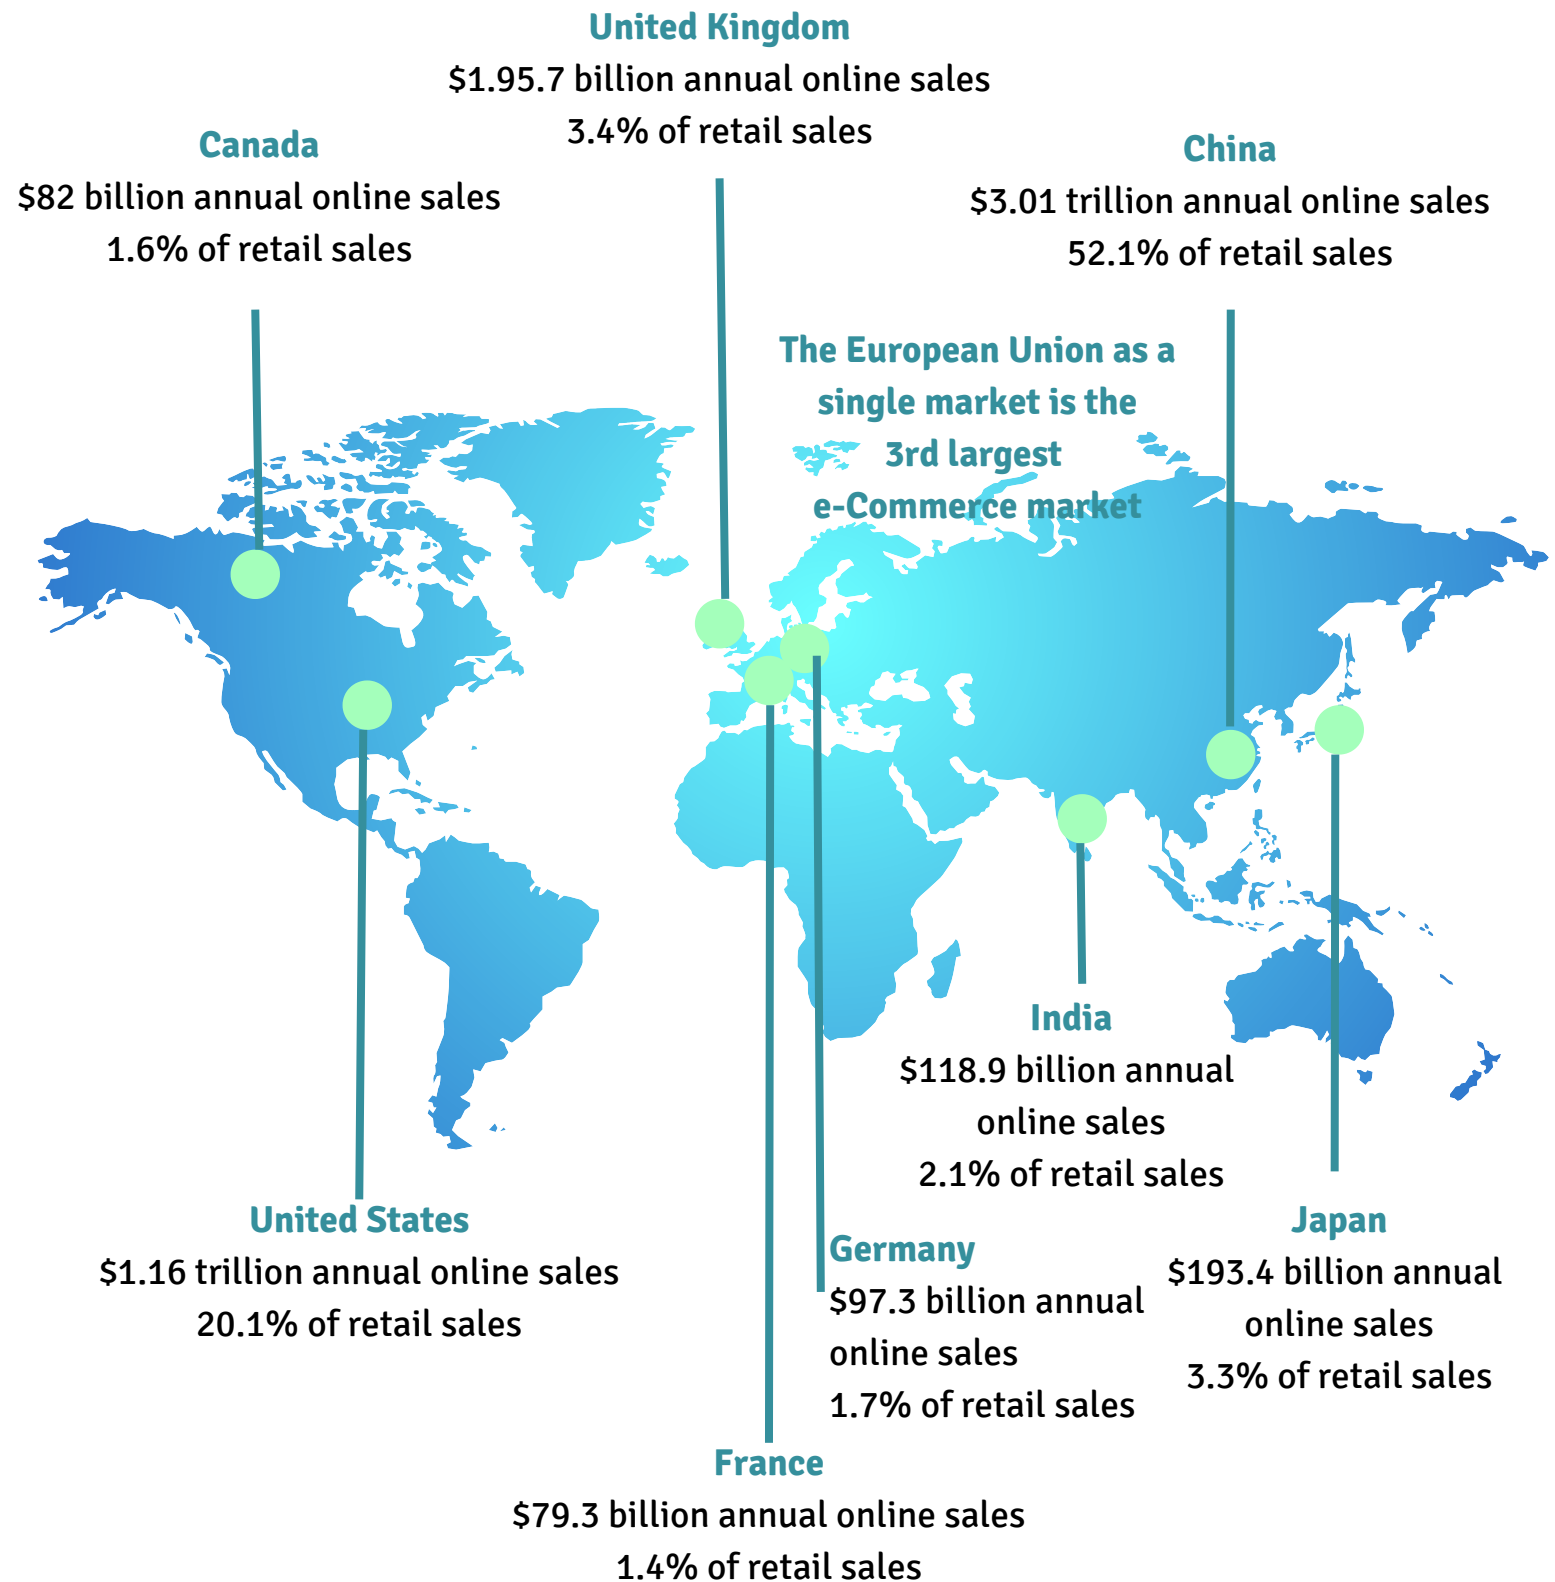 United Kingdom
$1.95.7 billion annual online sales
3.4% of retail sales
Canada
$82 billion annual online sales
1.6% of retail sales
China
$3.01 trillion annual online sales
52.1% of retail sales
The European Union as a
single market is the
3rd largest
e-Commerce market
India
$118.9 billion annual
online sales
2.1% of retail sales
United States
$1.16 trillion annual online sales
20.1% of retail sales
Germany
$97.3 billion annual
online sales
1.7% of retail sales
Japan
$193.4 billion annual
online sales
3.3% of retail sales
France
$79.3 billion annual online sales
1.4% of retail sales